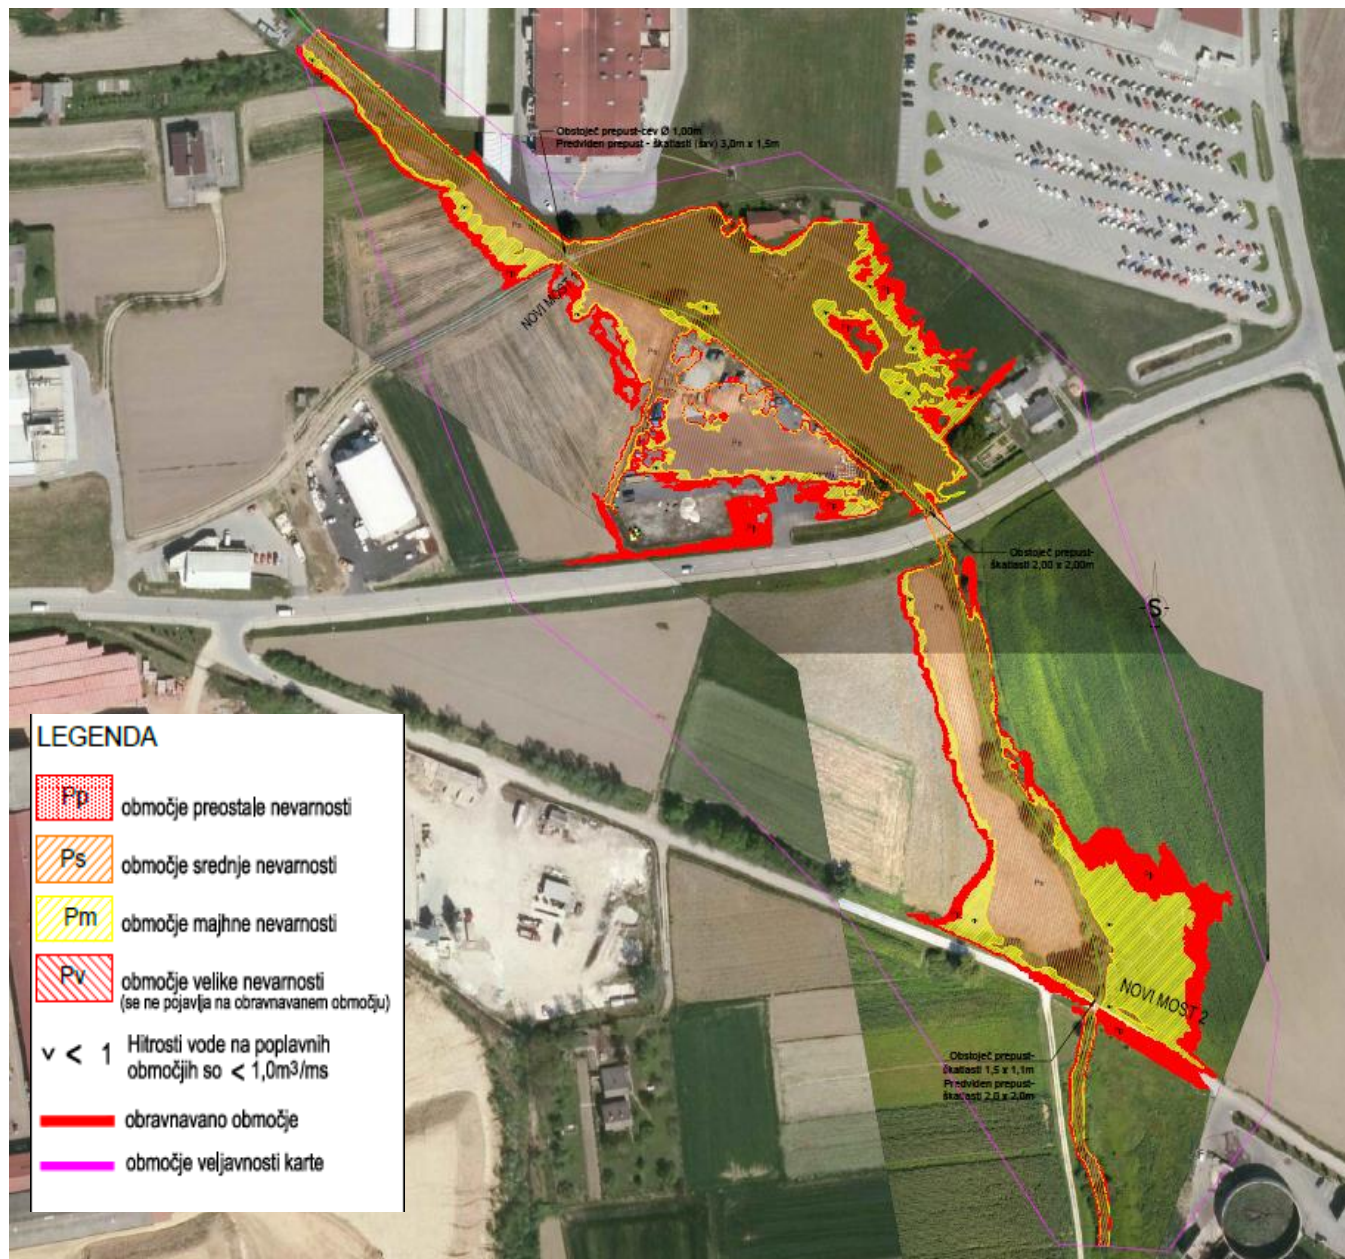 Obstoječ prepust-cev Ø 1,00m
Predviden prepust - škatlasti (šxv) 3,0m x 1,5m
NOVI MOST 1
Obstoječ prepust-
škatlasti 2,00 x 2,00m
S
NOVI MOST 2
Obstoječ prepust-
škatlasti 1,5 x 1,1m
Predviden prepust-
škatlasti 2,0 x 2,0m
LEGENDA
Pp območje preostale nevarnosti
Ps območje srednje nevarnosti
Pm območje majhne nevarnosti
Pv območje velike nevarnosti
(se ne pojavlja na obravnavanem območju)
v < 1 Hitrosti vode na poplavnih
območjih so < 1,0m³/ms
obravnavano območje
območje veljavnosti karte